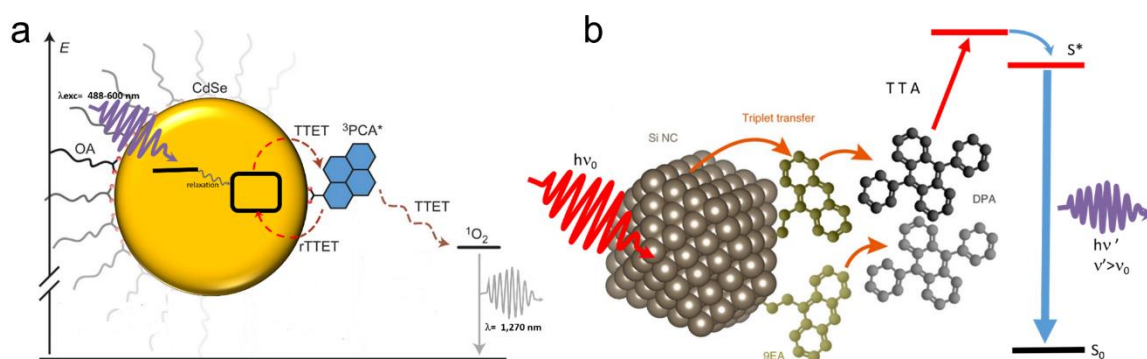 a
E
CdSe
λexc= 488-600 nm
TTET
³PCA*
OA
relaxation
TTET
rTTET
¹O₂
λ= 1,270 nm
b
S*
TTA
Triplet transfer
Si NC
hν₀
DPA
hν'
ν'>ν₀
9EA
S₀